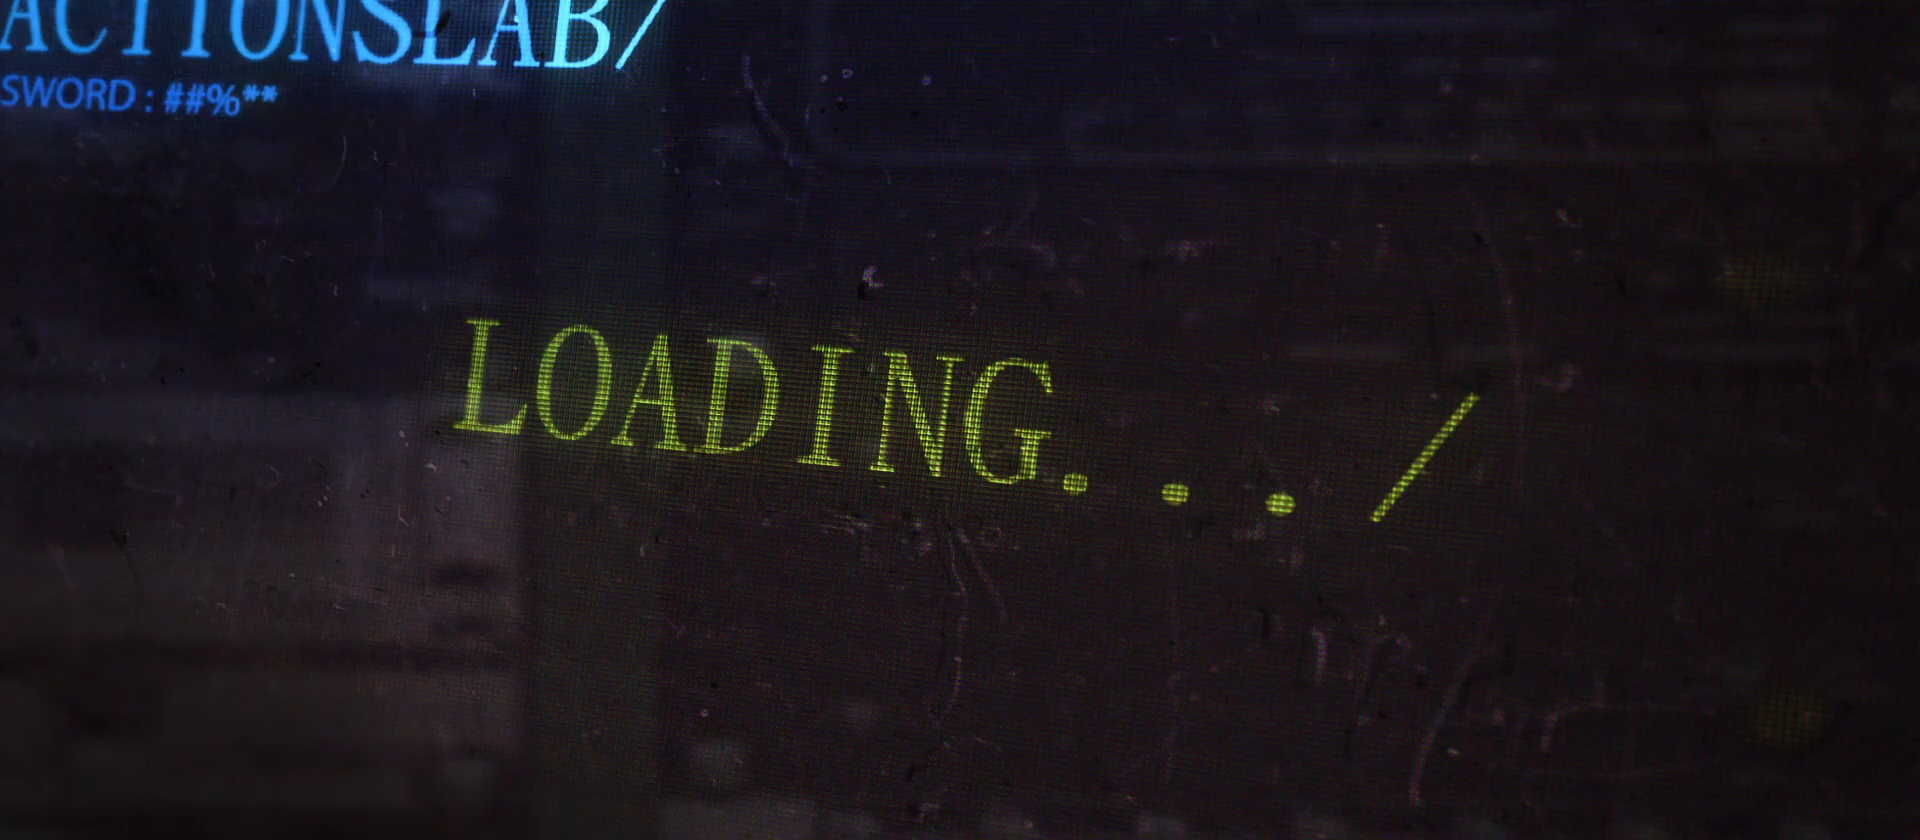 ACTIONSLAB/
SWORD : ##%**
LOADING. . . /